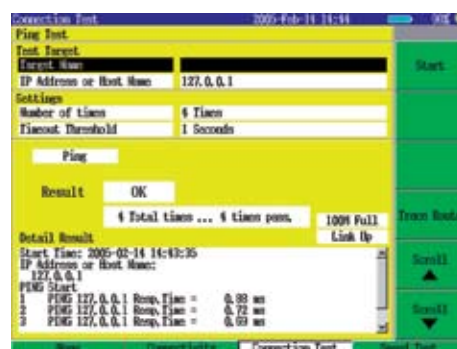 Connection Test 2005-Feb-14 14:44 90%
Ping Test
Test Target
Target Name
IP Address or Host Name 127.0.0.1
Start
Settings
Number of times 4 Times
Timeout Threshold 1 Seconds
Ping
Result OK
4 Total times ... 4 times pass.
100M Full
Link Up
Trace Rout
Detail Result
Start Time: 2005-02-14 14:43:35
IP Address or Host Name:
127.0.0.1
PING Start
1 PING 127.0.0.1 Resp.Time = 0.88 ms
2 PING 127.0.0.1 Resp.Time = 0.72 ms
3 PING 127.0.0.1 Resp.Time = 0.69 ms
Scroll
Scroll
Connectivity Connection Test Speed Test